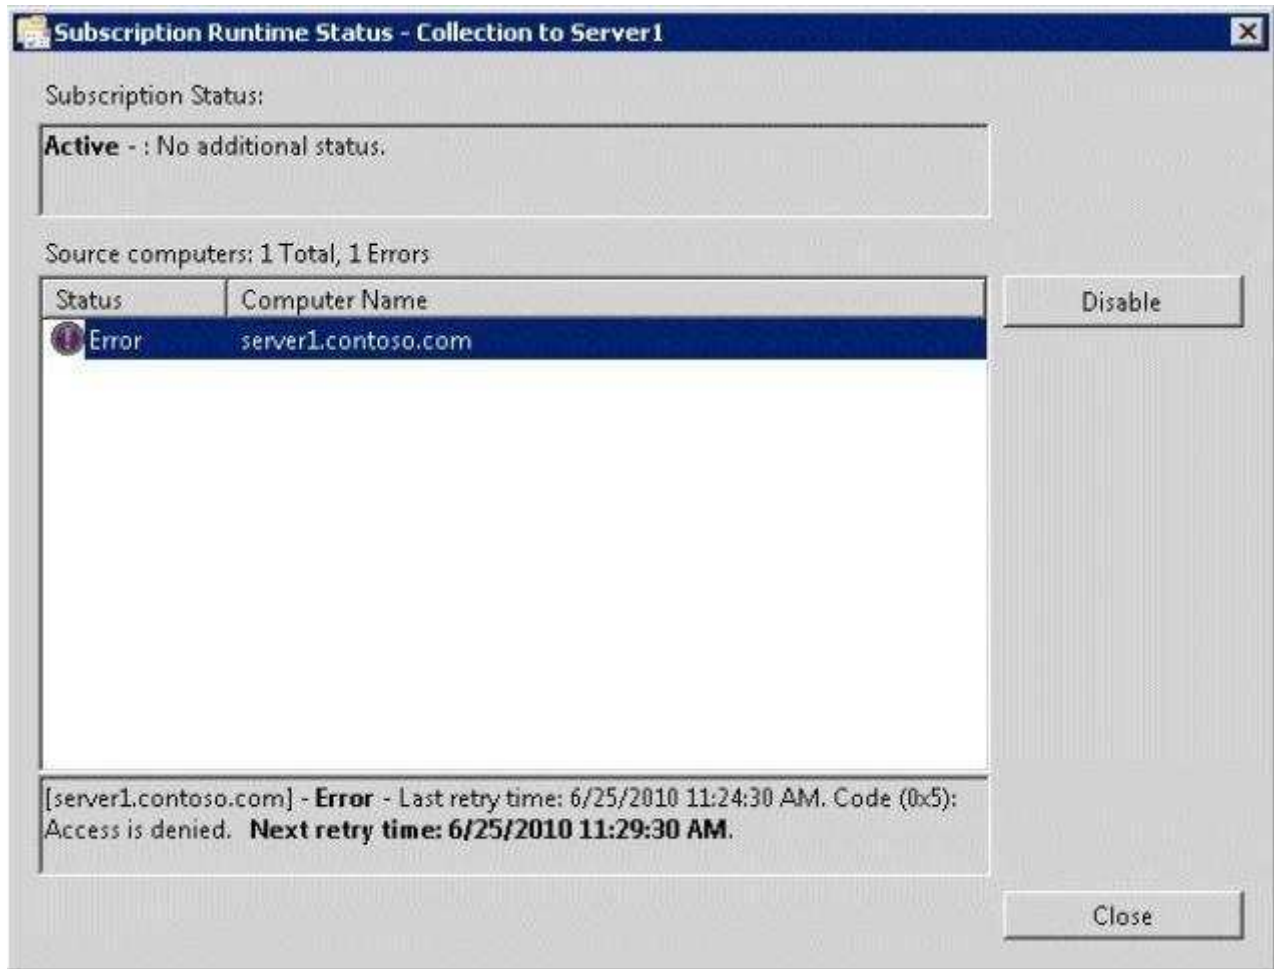 Subscription Runtime Status - Collection to Server1
Subscription Status:
Active - : No additional status.
Source computers: 1 Total, 1 Errors
Status Computer Name
Disable
Error server1.contoso.com
[server1.contoso.com] - Error - Last retry time: 6/25/2010 11:24:30 AM. Code (0x5):
Access is denied. Next retry time: 6/25/2010 11:29:30 AM.
Close